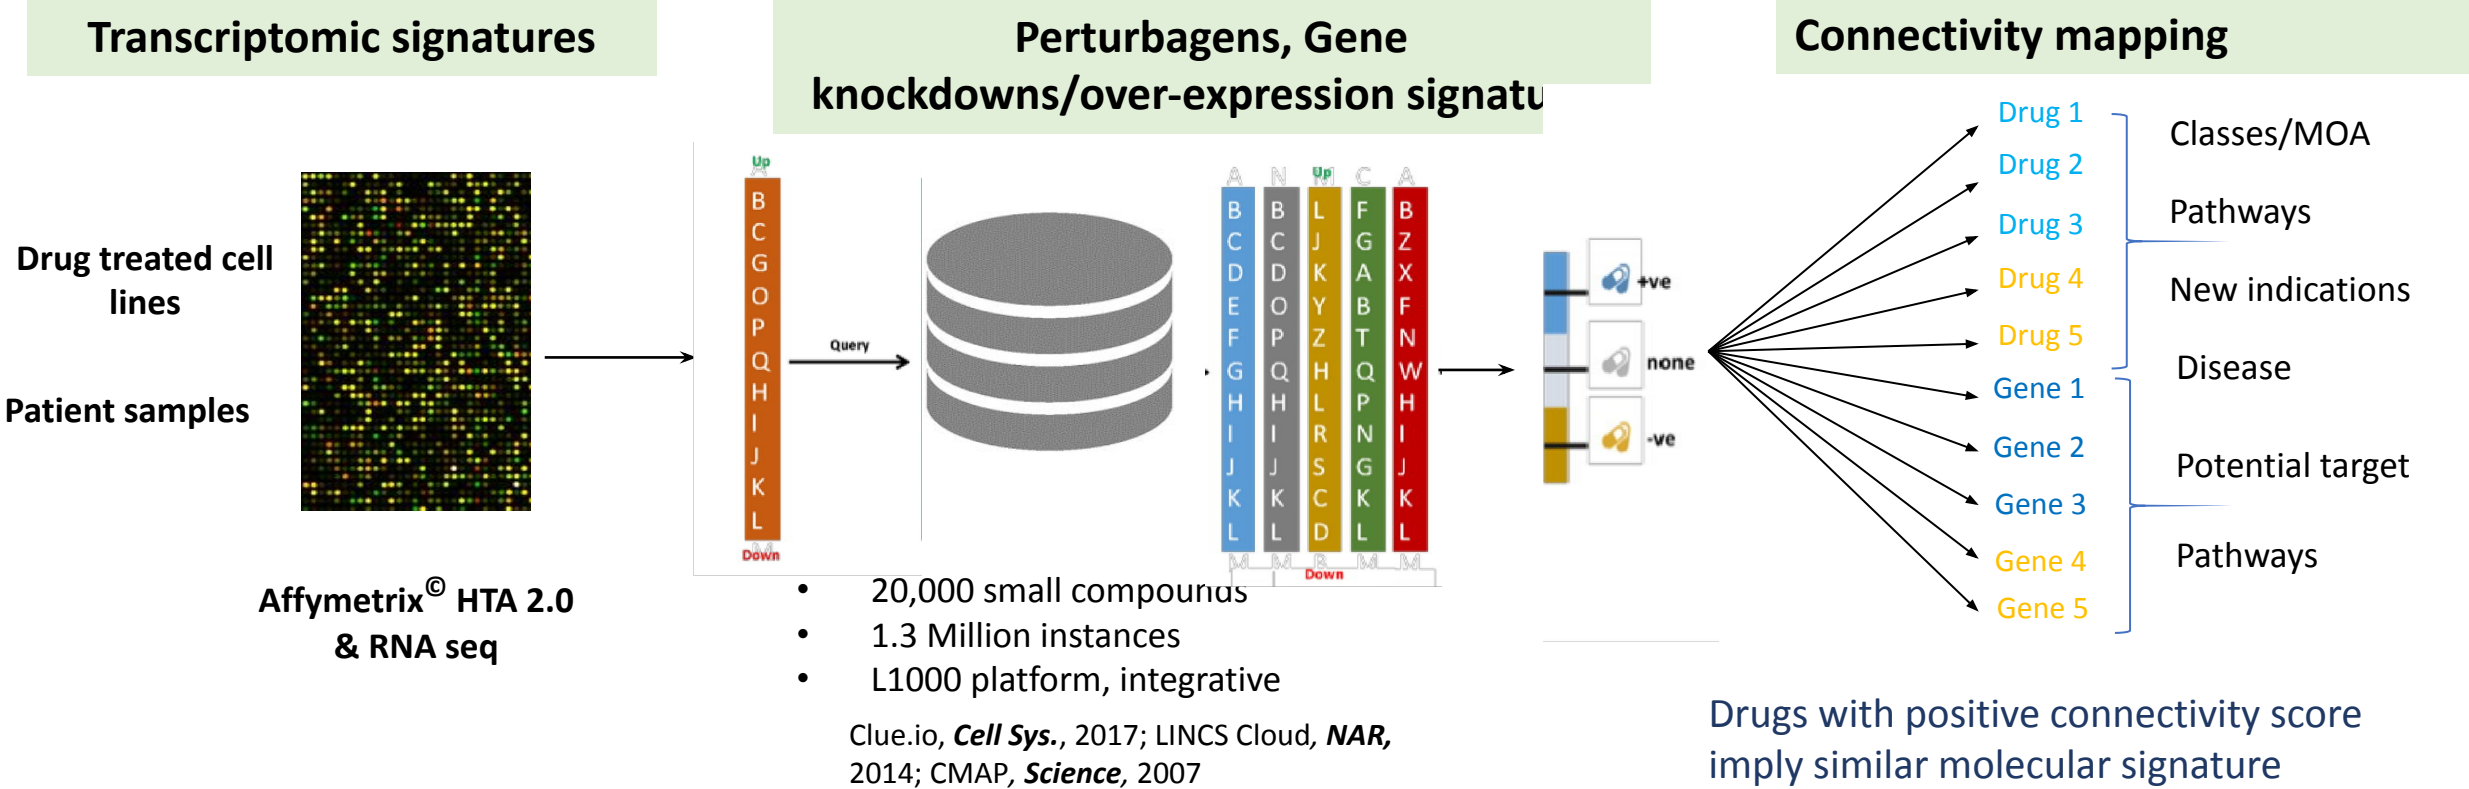 Transcriptomic signatures
Perturbagens, Gene
knockdowns/over-expression signatu
Connectivity mapping
Drug treated cell
lines
Patient samples
Affymetrix© HTA 2.0
& RNA seq
Up
A
B
C
G
O
P
Q
H
I
J
K
L
M
Down
Query
Up
A N M C A
B B L F B
C C J G Z
D D K A X
E O Y B F
F P Z T N
G Q H Q W
H H L P H
I I R N I
J J S G J
K K C K K
L L D L L
M M B M M
Down
• 20,000 small compounds
• 1.3 Million instances
• L1000 platform, integrative
Clue.io, Cell Sys., 2017; LINCS Cloud, NAR,
2014; CMAP, Science, 2007
+ve
none
-ve
Drug 1
Drug 2
Drug 3
Drug 4
Drug 5
Gene 1
Gene 2
Gene 3
Gene 4
Gene 5
Classes/MOA
Pathways
New indications
Disease
Potential target
Pathways
Drugs with positive connectivity score
imply similar molecular signature